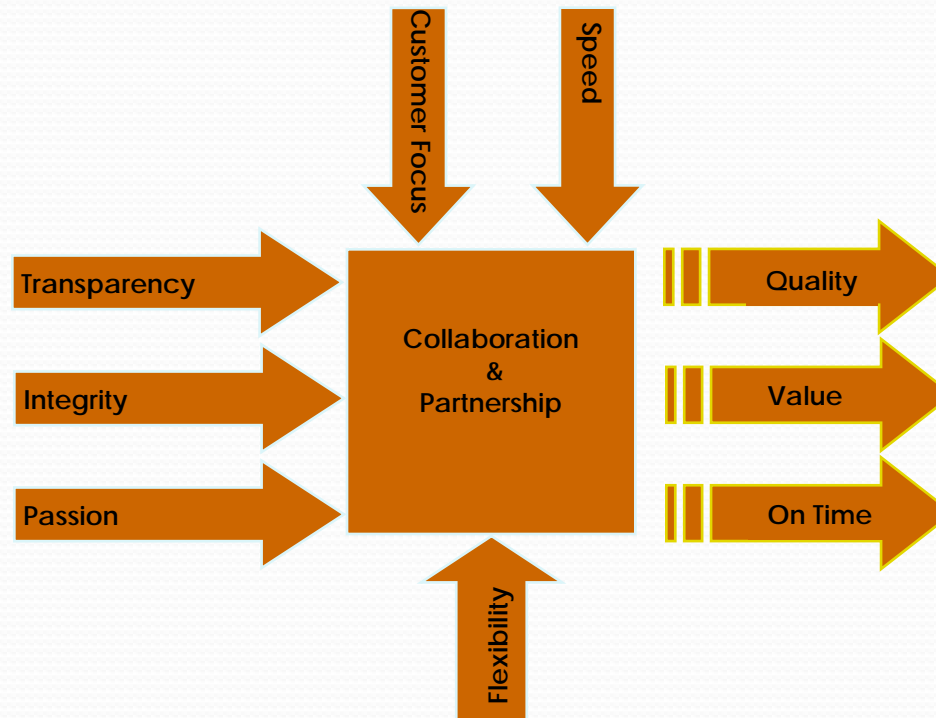 Customer Focus
Speed
Transparency
Integrity
Passion
Collaboration
&
Partnership
Quality
Value
On Time
Flexibility